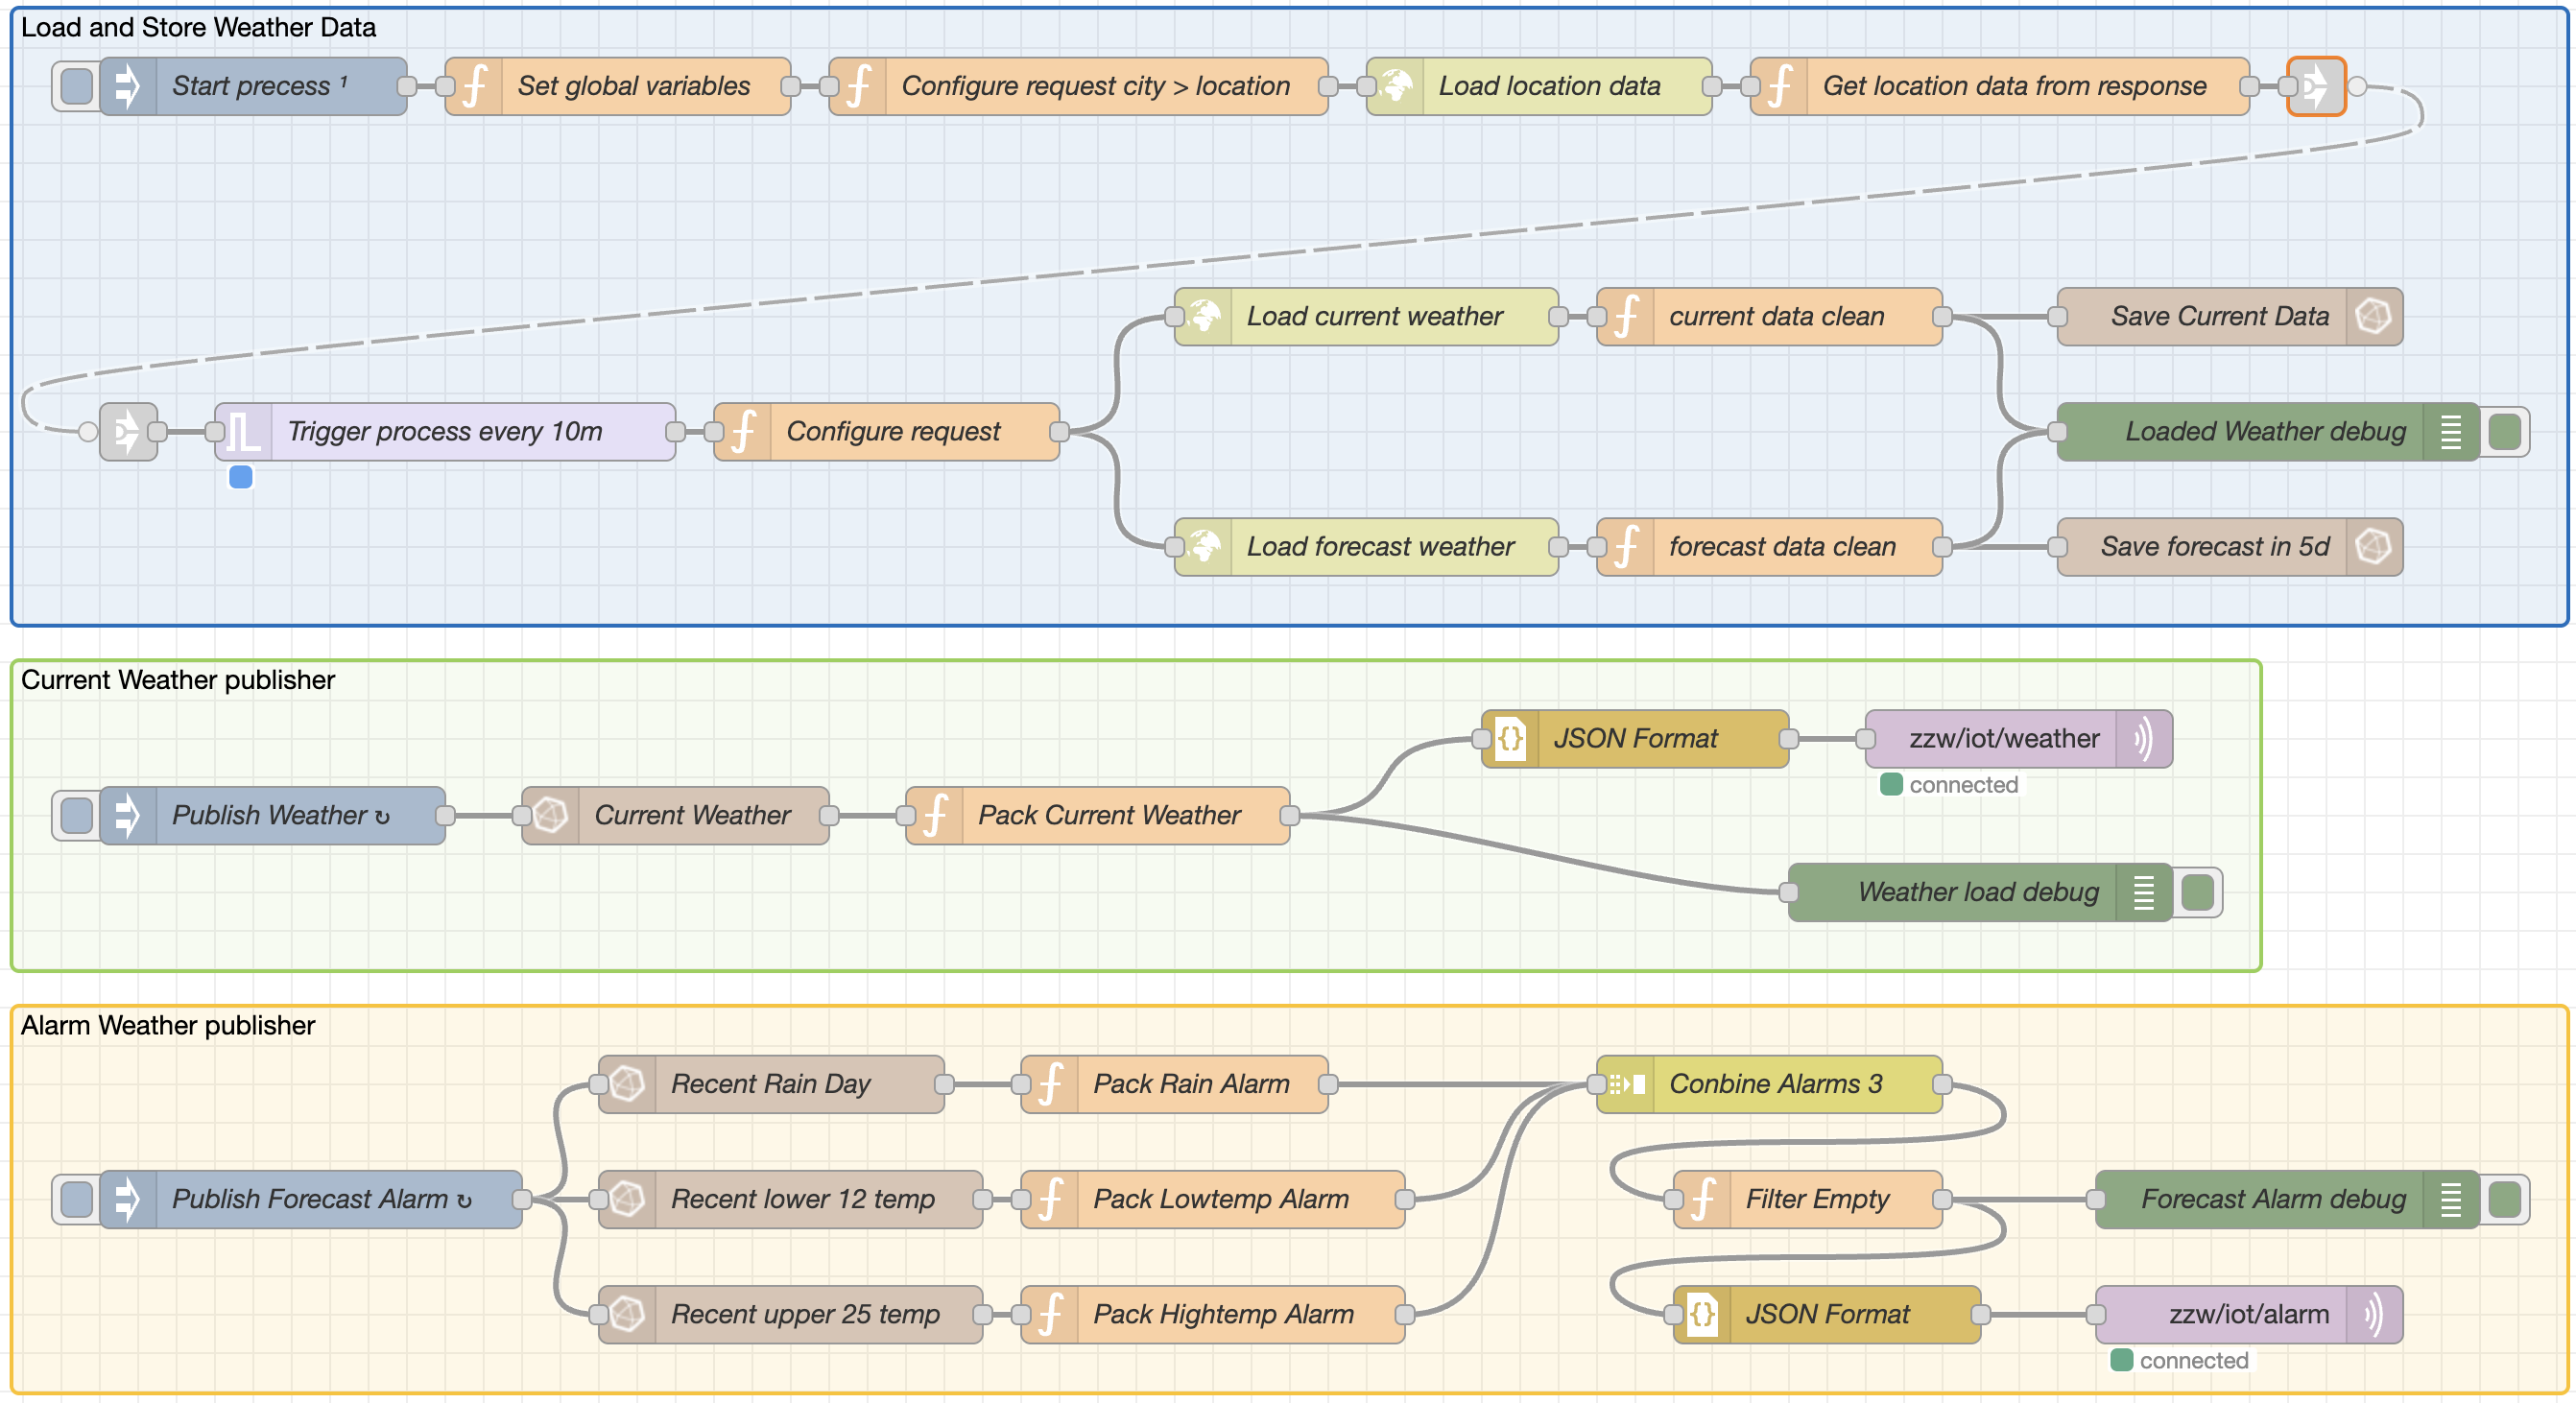 Load and Store Weather Data
Start precess ¹
Set global variables
Configure request city > location
Load location data
Get location data from response
Load current weather
current data clean
Save Current Data
Trigger process every 10m
Configure request
Loaded Weather debug
Load forecast weather
forecast data clean
Save forecast in 5d
Current Weather publisher
JSON Format
zzw/iot/weather
connected
Publish Weather ↻
Current Weather
Pack Current Weather
Weather load debug
Alarm Weather publisher
Recent Rain Day
Pack Rain Alarm
Conbine Alarms 3
Publish Forecast Alarm ↻
Recent lower 12 temp
Pack Lowtemp Alarm
Filter Empty
Forecast Alarm debug
Recent upper 25 temp
Pack Hightemp Alarm
JSON Format
zzw/iot/alarm
connected